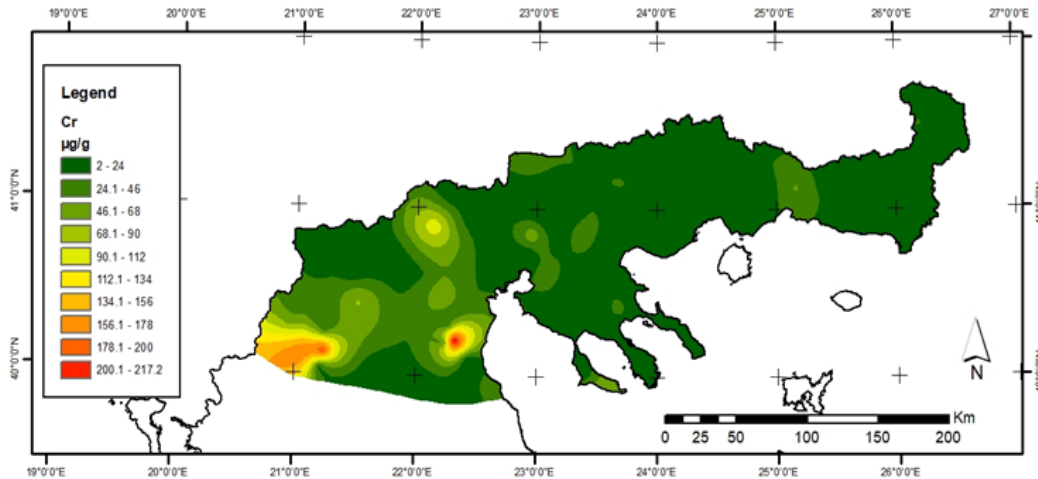 19°0'0"E 20°0'0"E 21°0'0"E 22°0'0"E 23°0'0"E 24°0'0"E 25°0'0"E 26°0'0"E 27°0'0"E
Legend
Cr
µg/g
2 - 24
24.1 - 46
46.1 - 68
68.1 - 90
90.1 - 112
112.1 - 134
134.1 - 156
156.1 - 178
178.1 - 200
200.1 - 217.2
41°0'0"N
40°0'0"N
N
Km
0 25 50 100 150 200
19°0'0"E 20°0'0"E 21°0'0"E 22°0'0"E 23°0'0"E 24°0'0"E 25°0'0"E 26°0'0"E